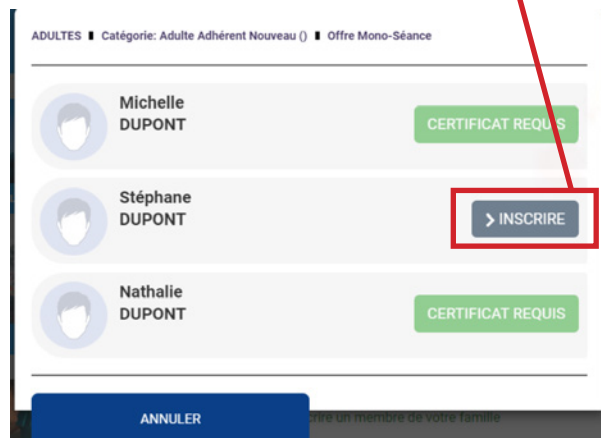 ADULTES ▮ Catégorie: Adulte Adhérent Nouveau () ▮ Offre Mono-Séance
Michelle
DUPONT
CERTIFICAT REQUIS
Stéphane
DUPONT
> INSCRIRE
Nathalie
DUPONT
CERTIFICAT REQUIS
ANNULER
crire un membre de votre famille